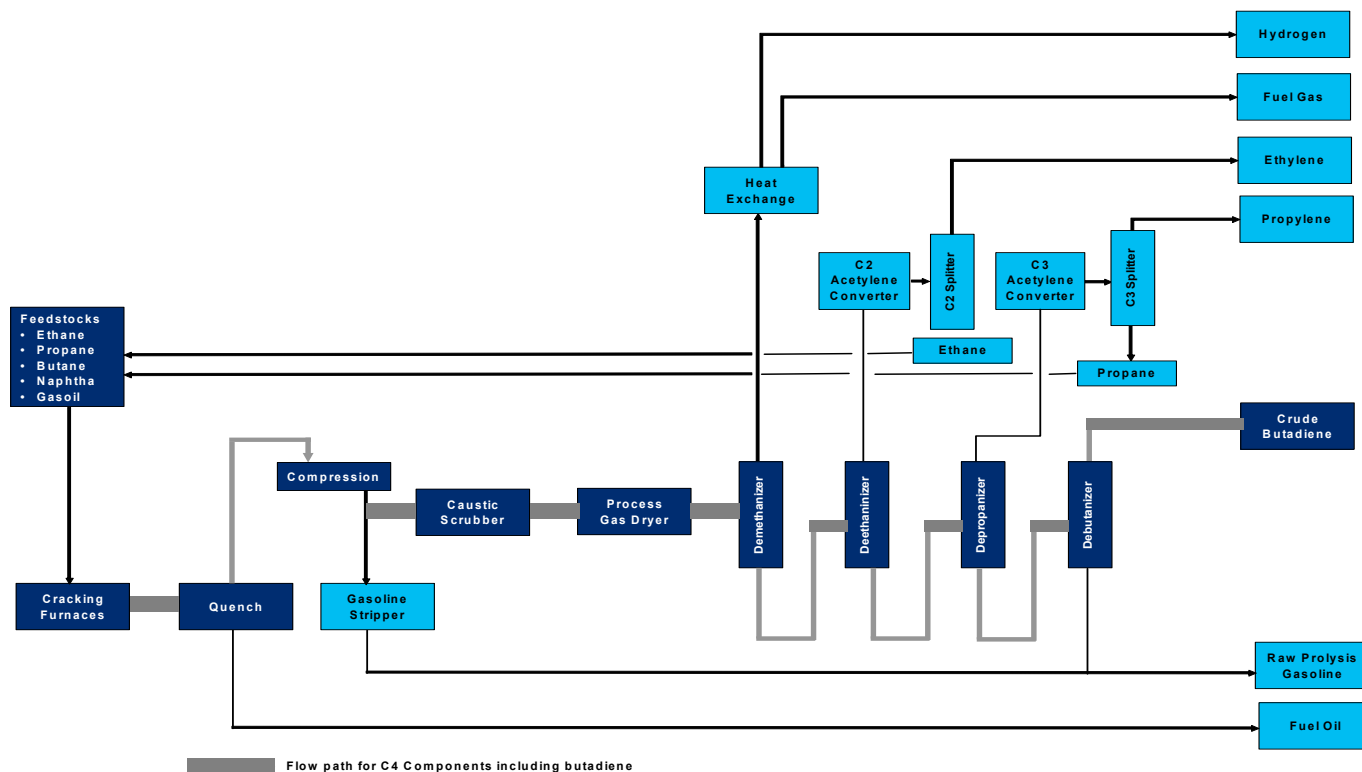 Hydrogen
Fuel Gas
Ethylene
Heat
Exchange
Propylene
C2
Acetylene
Converter
C2 Splitter
C3
Acetylene
Converter
C3 Splitter
Feedstocks
• Ethane
• Propane
• Butane
• Naphtha
• Gasoil
Ethane
Propane
Crude
Butadiene
Compression
Caustic
Scrubber
Process
Gas Dryer
Demethanizer
Deethaninizer
Depropanizer
Debutanizer
Cracking
Furnaces
Quench
Gasoline
Stripper
Raw Prolysis
Gasoline
Fuel Oil
Flow path for C4 Components including butadiene